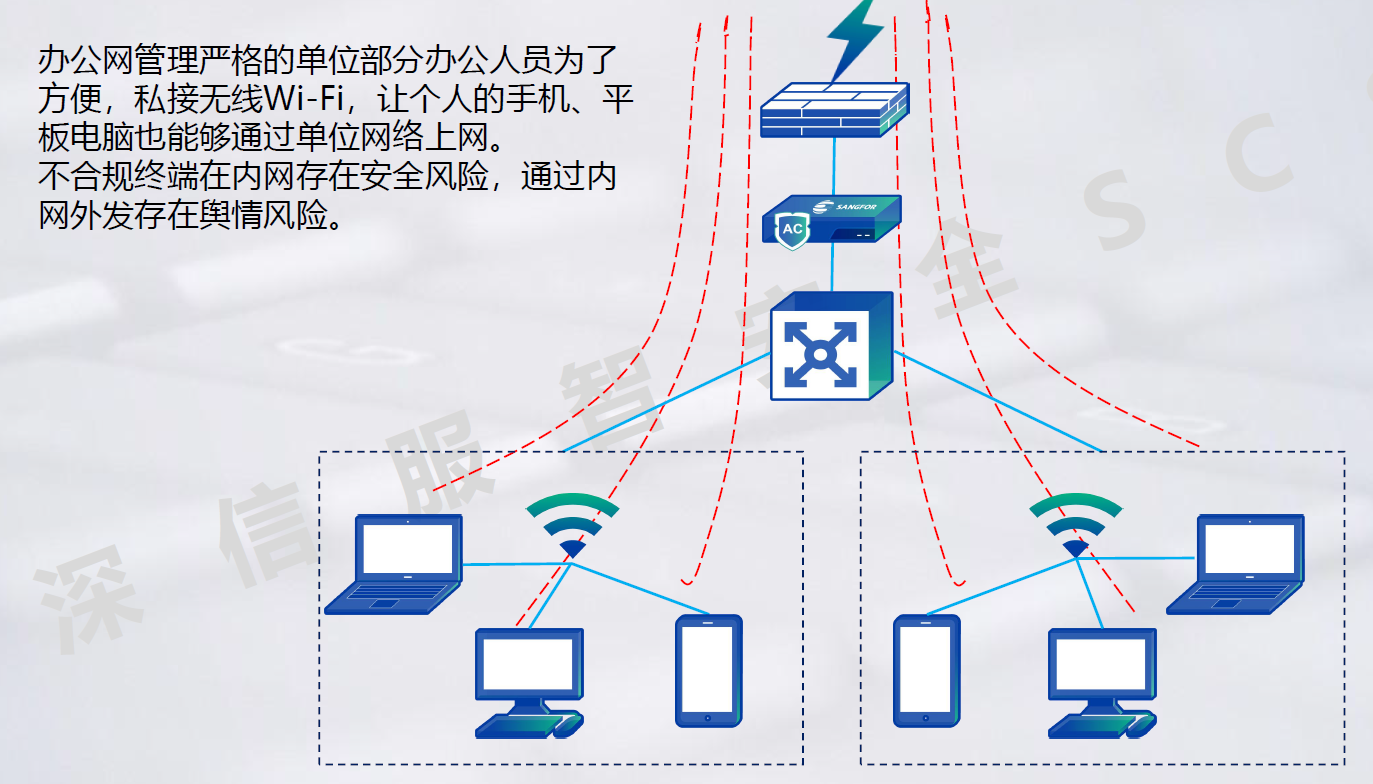 办公网管理严格的单位部分办公人员为了
方便，私接无线Wi-Fi，让个人的手机、平
板电脑也能够通过单位网络上网。
不合规终端在内网存在安全风险，通过内
网外发存在舆情风险。
SANGFOR
AC
深信服智安全SC